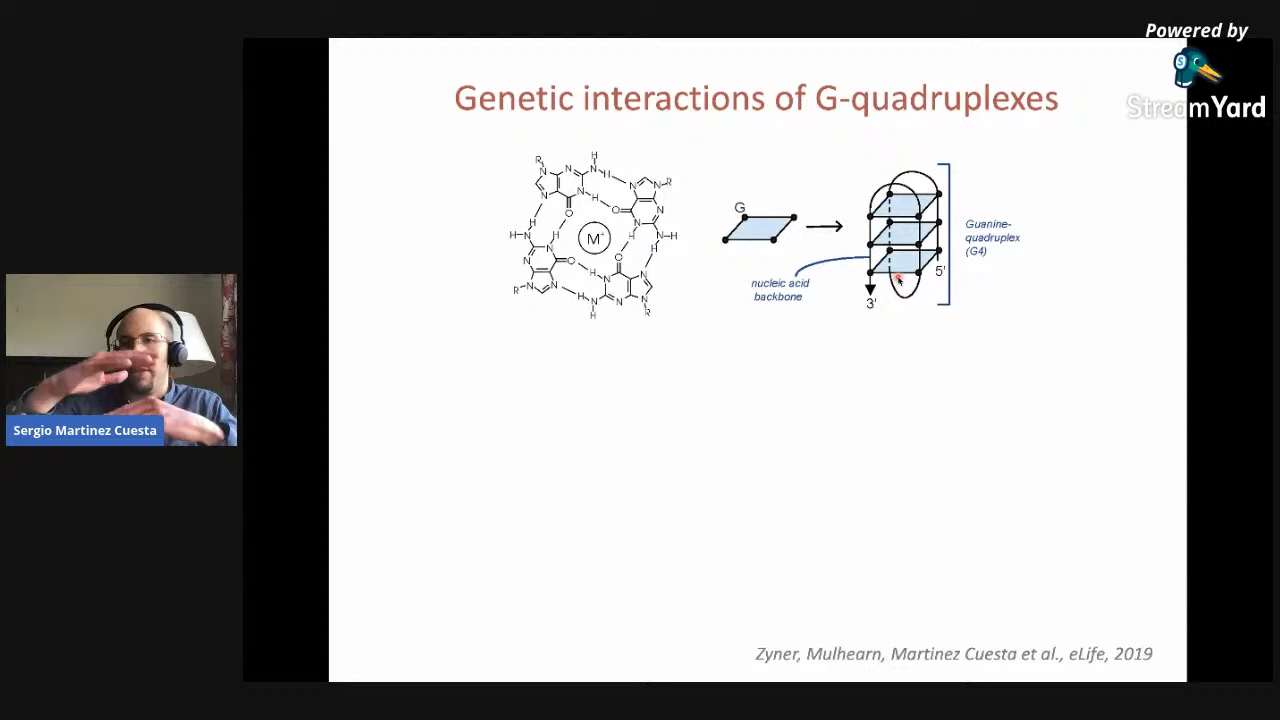 Powered by
StreamYard
Genetic interactions of G-quadruplexes
R
N
N
H
N
H
N
R
N
H
O
N
N
O
N
H
N
H
H
M⁺
H
N
H
O
N
H
N
N
O
H
N
R
N
N
H
N
H
N
R
G
nucleic acid
backbone
3'
5'
Guanine-
quadruplex
(G4)
Sergio Martinez Cuesta
Zyner, Mulhearn, Martinez Cuesta et al., eLife, 2019